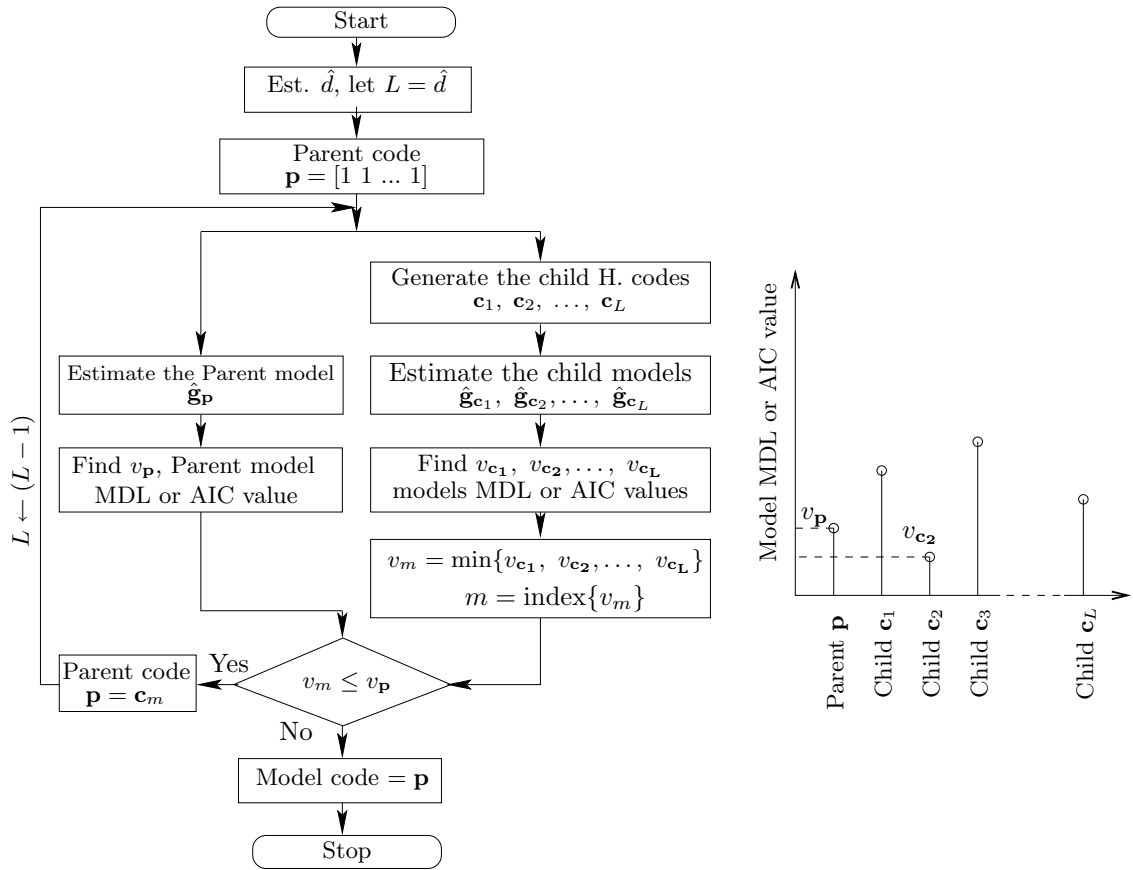 Start
Est. d̂, let L = d̂
Parent code
p = [1 1 ... 1]
Generate the child H. codes
c₁, c₂, …, c_L
Estimate the Parent model
ĝ_p
Estimate the child models
ĝ_c₁, ĝ_c₂, …, ĝ_c_L
Find v_p, Parent model
MDL or AIC value
Find v_c₁, v_c₂, …, v_c_L
models MDL or AIC values
v_m = min{v_c₁, v_c₂, …, v_c_L}
m = index{v_m}
L ← (L − 1)
Parent code
p = c_m
Yes
v_m ≤ v_p
No
Model code = p
Stop
Model MDL or AIC value
v_p
v_c₂
Parent p
Child c₁
Child c₂
Child c₃
Child c_L